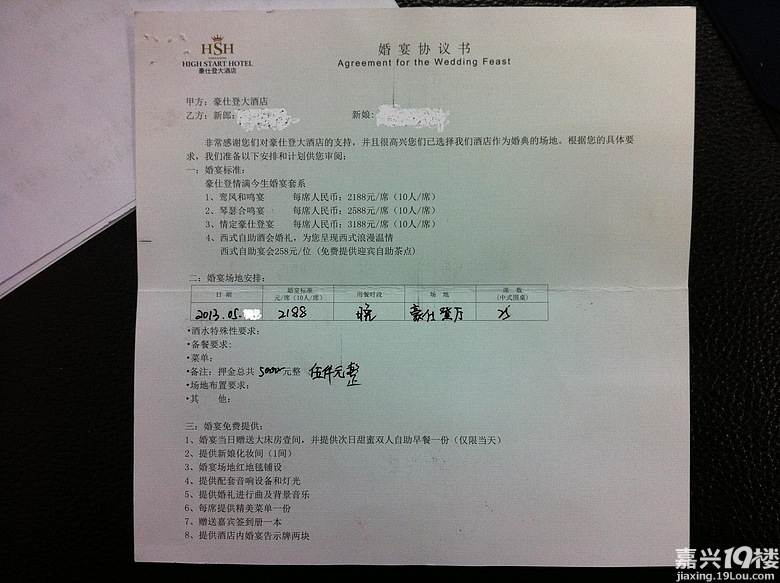 HSH
HIGH START HOTEL
豪仕登大酒店
婚宴协议书
Agreement for the Wedding Feast
甲方：豪仕登大酒店
乙方：新郎： 新娘：
非常感谢您们对豪仕登大酒店的支持，并且很高兴您们已选择我们酒店作为婚典的场地。根据您的具体要
求，我们准备以下安排和计划供您审阅：
一：婚宴标准：
豪仕登情满今生婚宴套系
1、鸾凤和鸣宴 每席人民币：2188元/席（10人/席）
2、琴瑟合鸣宴 每席人民币：2588元/席（10人/席）
3、情定豪仕登宴 每席人民币：3188元/席（10人/席）
4、西式自助酒会婚礼，为您呈现西式浪漫温情
西式自助宴会258元/位（免费提供迎宾自助茶点）
二：婚宴场地安排：
日期 婚宴标准 元/席（10人/席） 用餐时段 场地 席数 （中式围桌）
2013.05. 2188 晚 豪仕登厅 25
•酒水特殊性要求：
•备餐要求：
•菜单：
•备注：押金总共5000元整 伍仟元整
•场地布置要求：
•其 他：
三：婚宴免费提供：
1、婚宴当日赠送大床房壹间，并提供次日甜蜜双人自助早餐一份（仅限当天）
2、提供新娘化妆间（1间）
3、婚宴场地红地毯铺设
4、提供配套音响设备和灯光
5、提供婚礼进行曲及背景音乐
6、每席提供精美菜单一份
7、赠送嘉宾签到册一本
8、提供酒店内婚宴告示牌两块
嘉兴19楼
jiaxing.19lou.com